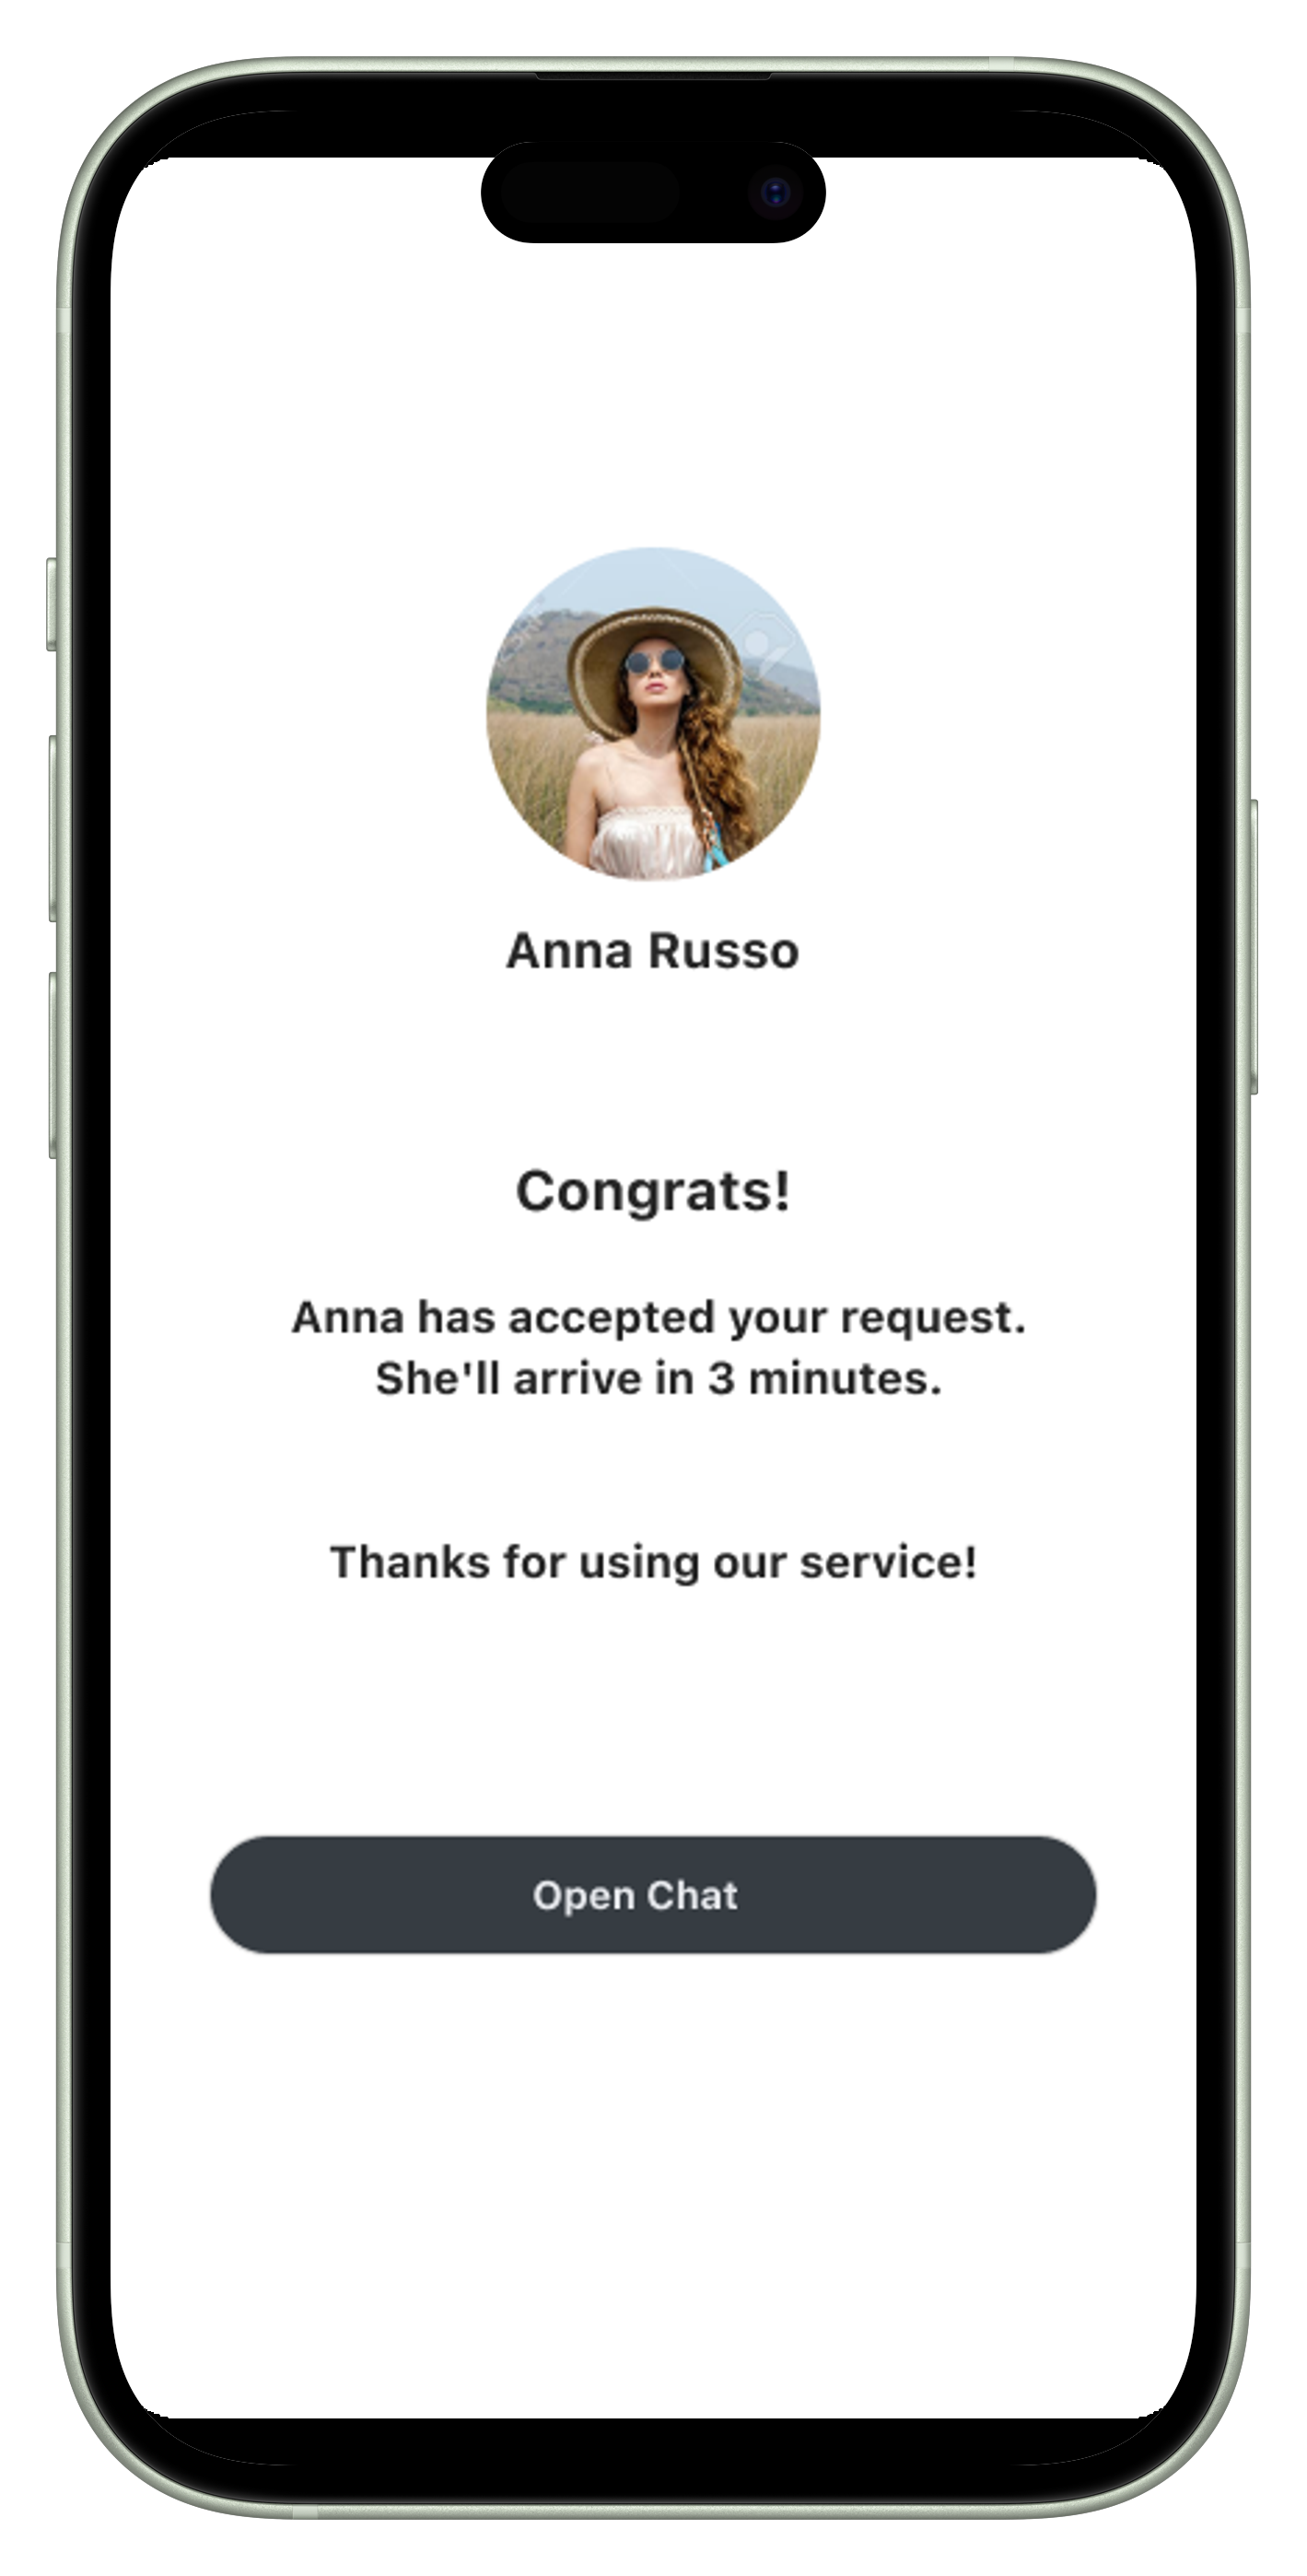 Anna Russo
Congrats!
Anna has accepted your request.
She'll arrive in 3 minutes.
Thanks for using our service!
Open Chat